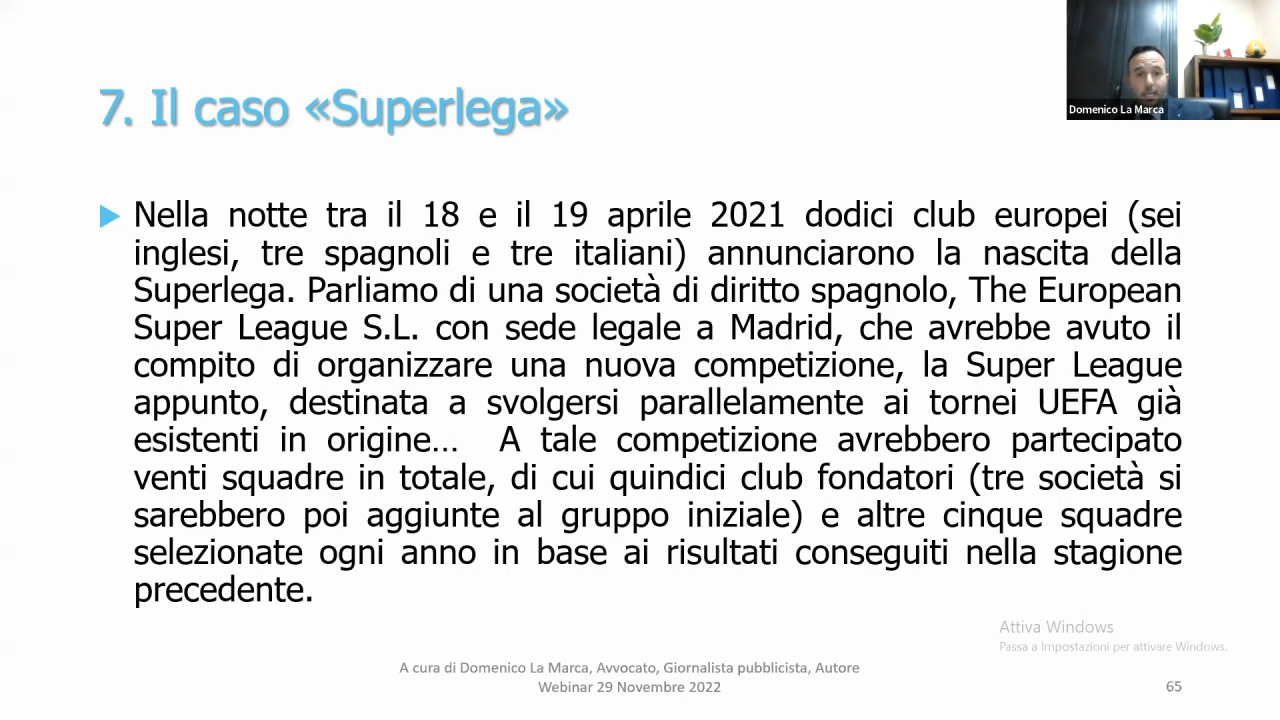 Domenico La Marca
7. Il caso «Superlega»
Nella notte tra il 18 e il 19 aprile 2021 dodici club europei (sei
inglesi, tre spagnoli e tre italiani) annunciarono la nascita della
Superlega. Parliamo di una società di diritto spagnolo, The European
Super League S.L. con sede legale a Madrid, che avrebbe avuto il
compito di organizzare una nuova competizione, la Super League
appunto, destinata a svolgersi parallelamente ai tornei UEFA già
esistenti in origine… A tale competizione avrebbero partecipato
venti squadre in totale, di cui quindici club fondatori (tre società si
sarebbero poi aggiunte al gruppo iniziale) e altre cinque squadre
selezionate ogni anno in base ai risultati conseguiti nella stagione
precedente.
Attiva Windows
Passa a Impostazioni per attivare Windows.
A cura di Domenico La Marca, Avvocato, Giornalista pubblicista, Autore
Webinar 29 Novembre 2022
65